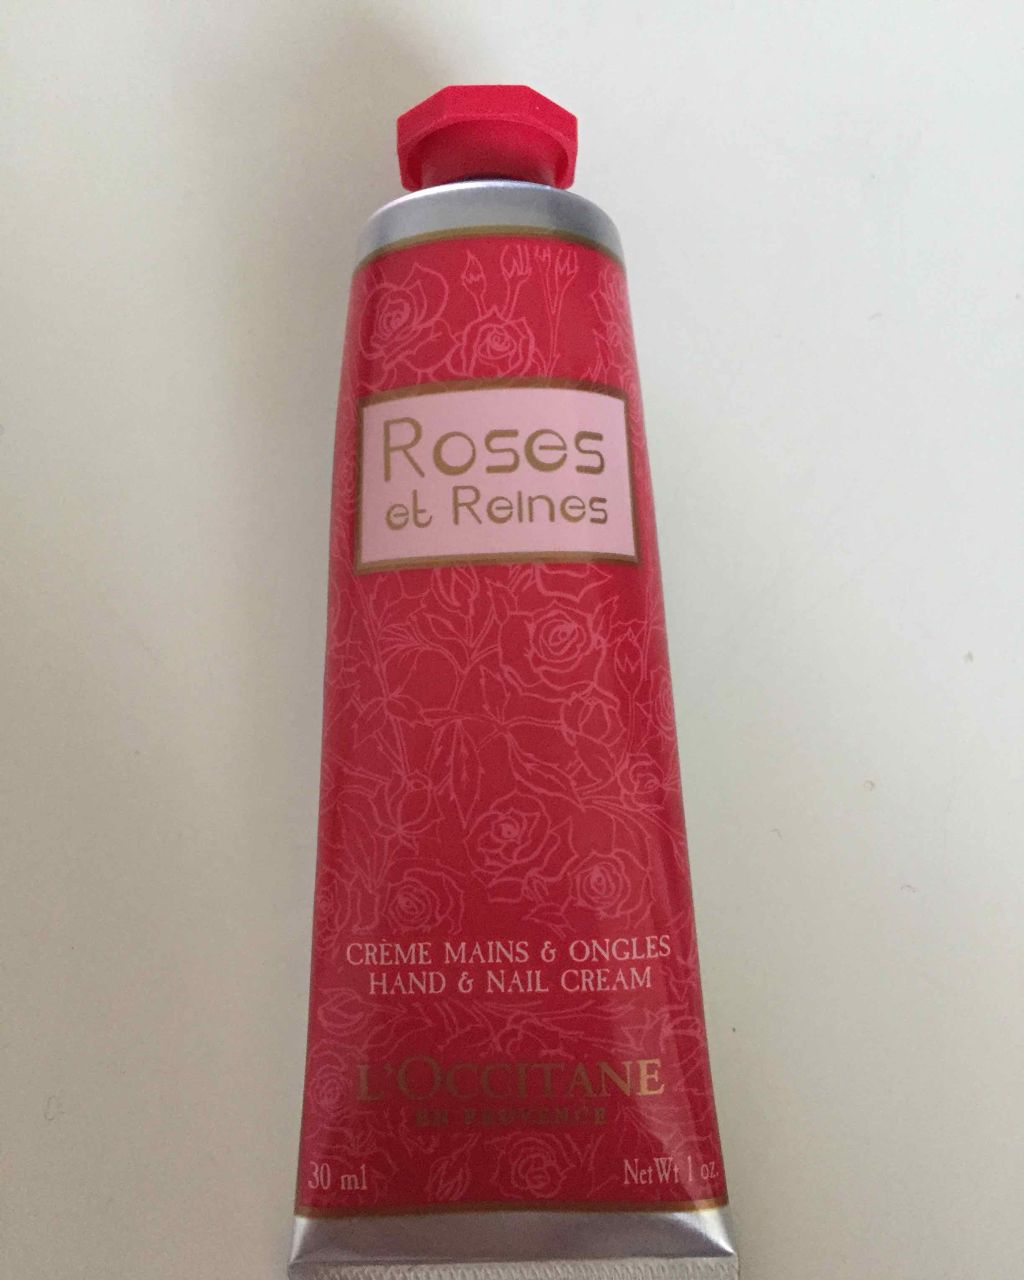 Roses
et Reines
CRÈME MAINS & ONGLES
HAND & NAIL CREAM
L'OCCITANE
EN PROVENCE
30 ml
Net Wt 1 oz.